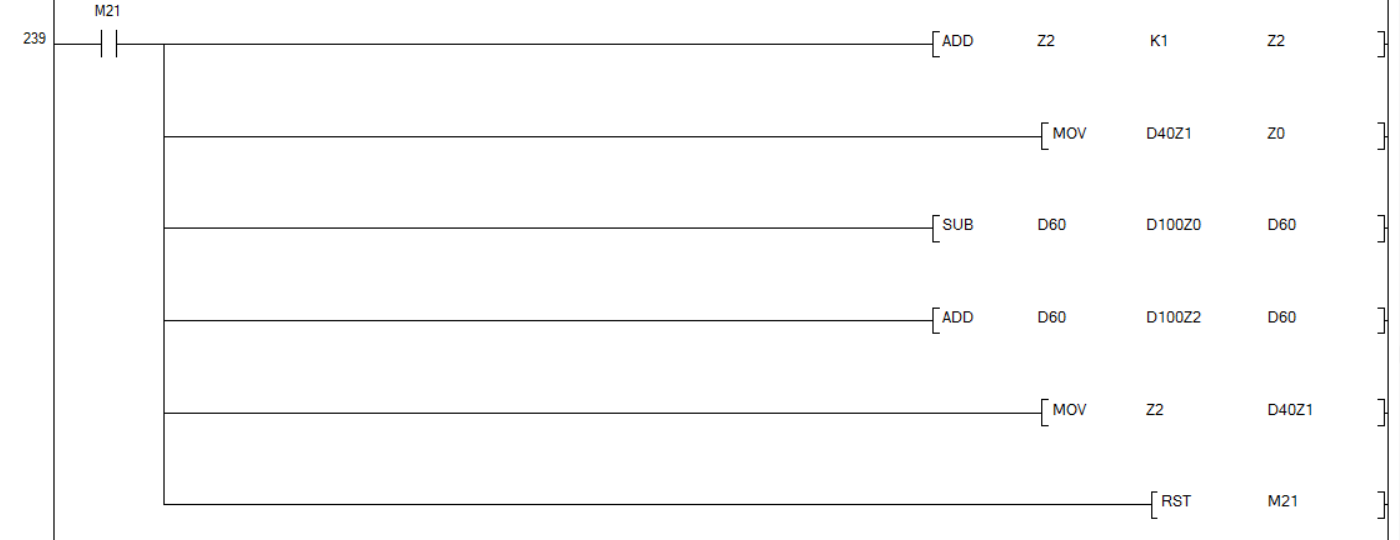 M21
239 ADD Z2 K1 Z2
MOV D40Z1 Z0
SUB D60 D100Z0 D60
ADD D60 D100Z2 D60
MOV Z2 D40Z1
RST M21